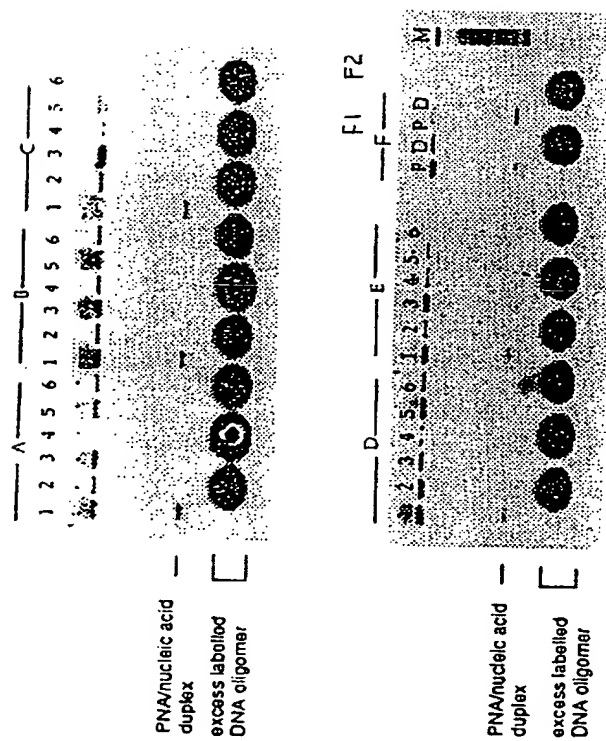 A B C
1 2 3 4 5 6 1 2 3 4 5 6 1 2 3 4 5 6
PNA/nucleic acid
duplex
excess labellod
DNA oligomer
F1 F2
D E F M
2 3 4 5 6 1 2 3 4 5 6 P D P D
PNA/nucleic acid
duplex
excess labelled
DNA oligomer